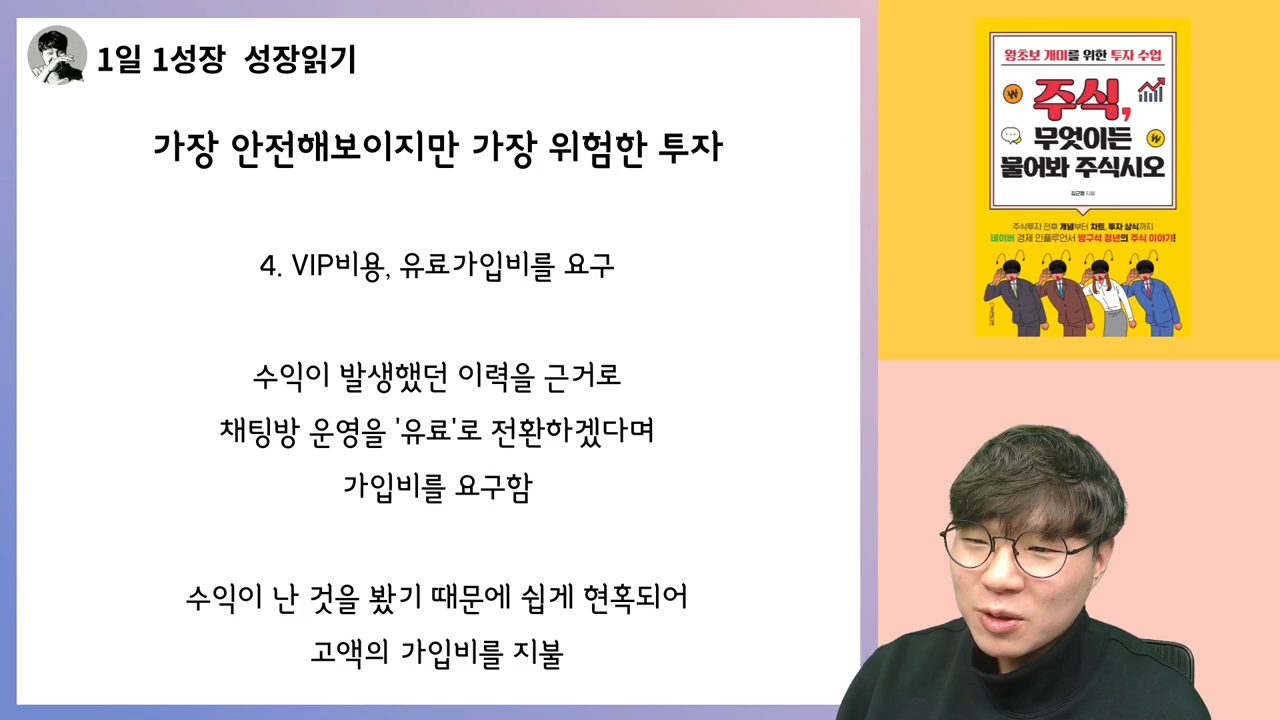 1일 1성장 성장읽기
가장 안전해보이지만 가장 위험한 투자
4. VIP비용, 유료가입비를 요구
수익이 발생했던 이력을 근거로
채팅방 운영을 '유료'로 전환하겠다며
가입비를 요구함
수익이 난 것을 봤기 때문에 쉽게 현혹되어
고액의 가입비를 지불
왕초보 개미를 위한 투자 수업
주식,
무엇이든
물어봐 주식시오
김근형 지음
주식투자 전후 개념부터 차트, 투자 상식까지
네이버 경제 인플루언서 방구석 청년의 주식 이야기!